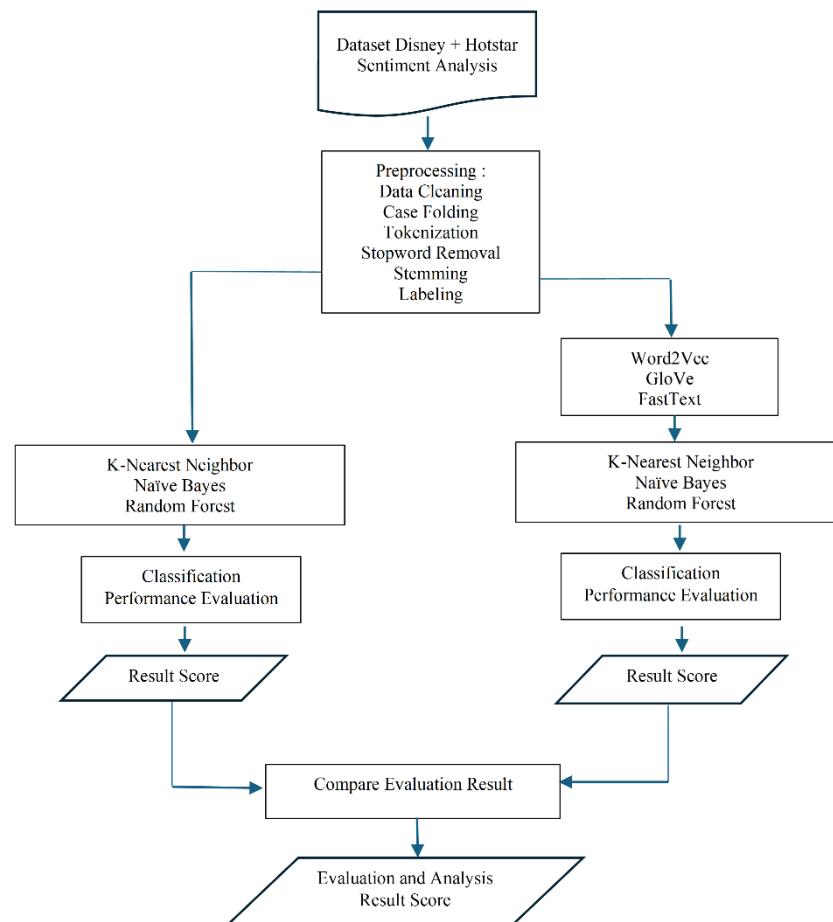 Dataset Disney + Hotstar
Sentiment Analysis
Preprocessing :
Data Cleaning
Case Folding
Tokenization
Stopword Removal
Stemming
Labeling
Word2Vec
GloVe
FastText
K-Nearest Neighbor
Naïve Bayes
Random Forest
K-Nearest Neighbor
Naïve Bayes
Random Forest
Classification
Performance Evaluation
Classification
Performance Evaluation
Result Score
Result Score
Compare Evaluation Result
Evaluation and Analysis
Result Score